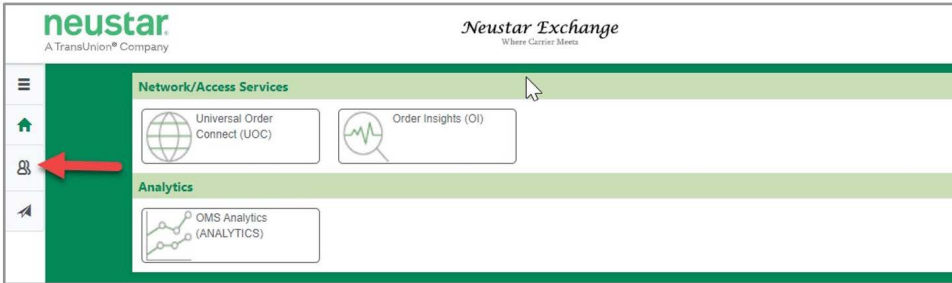 neustar.
A TransUnion® Company
Neustar Exchange
Where Carrier Meets
Network/Access Services
Universal Order
Connect (UOC)
Order Insights (OI)
Analytics
OMS Analytics
(ANALYTICS)